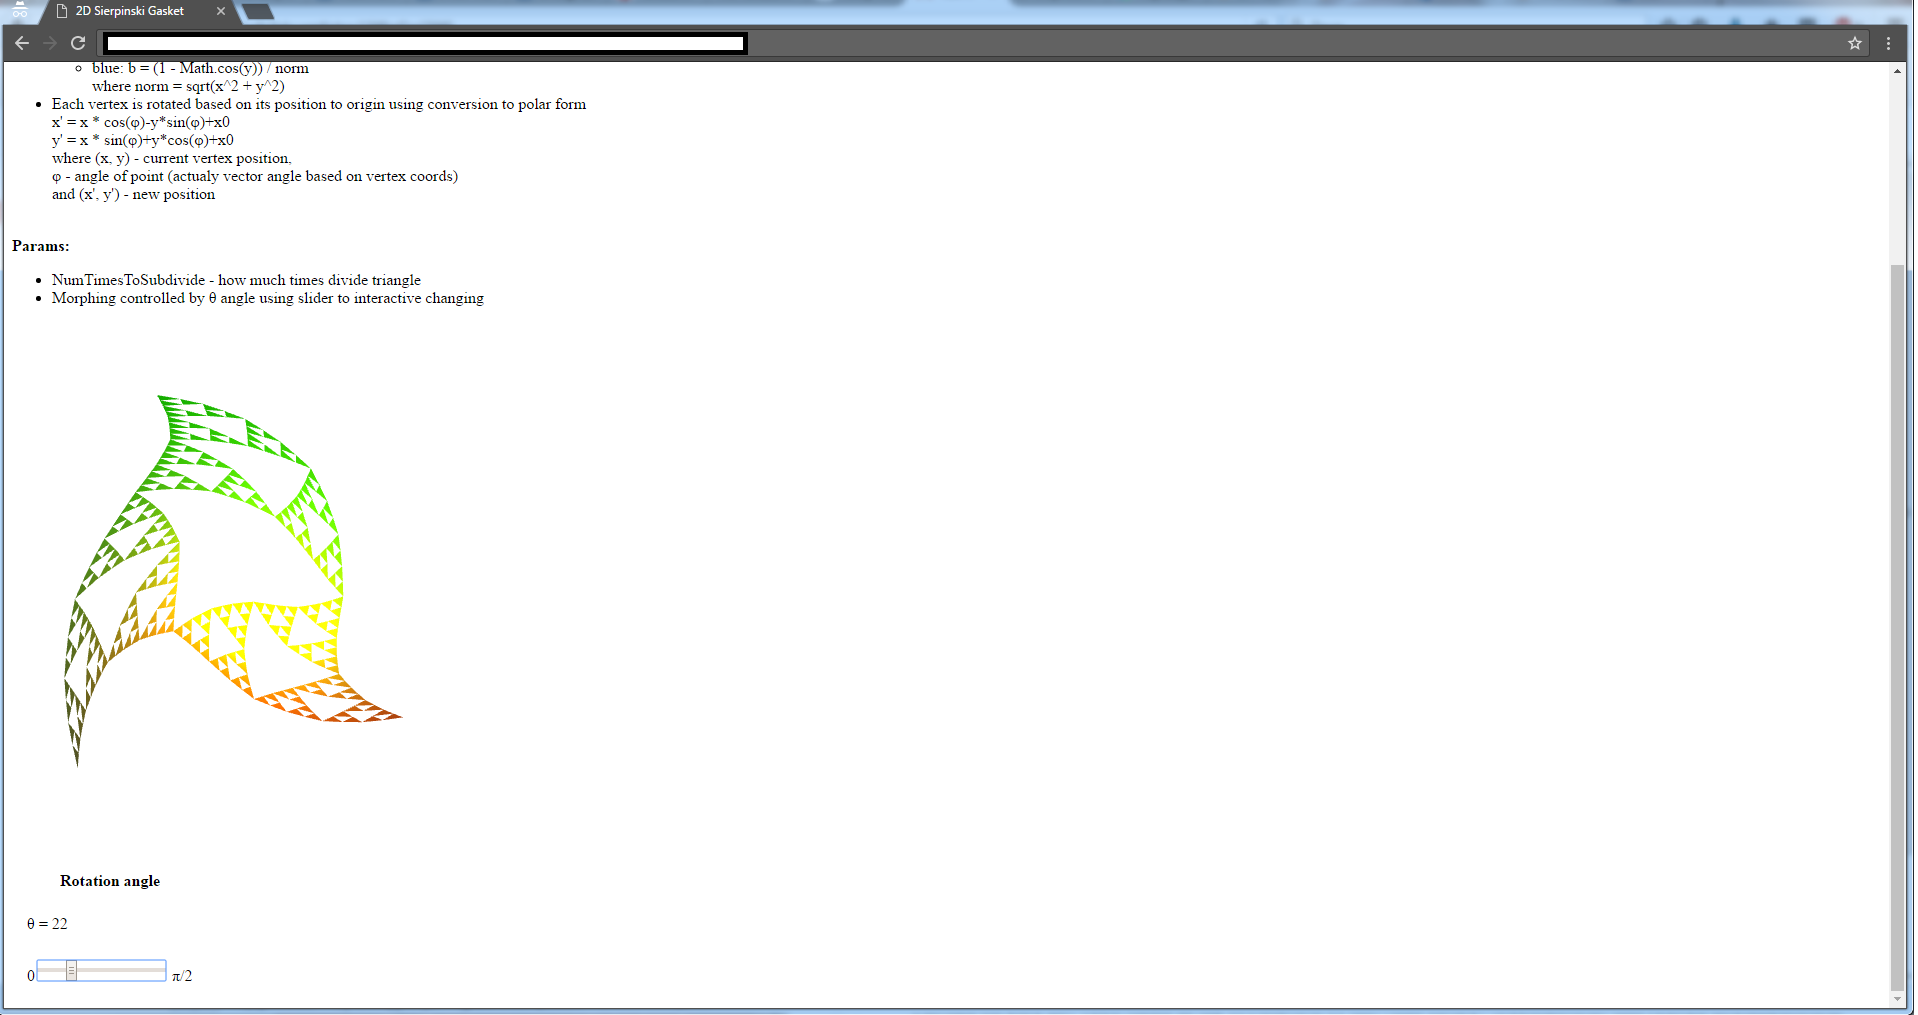 2D Sierpinski Gasket
blue: b = (1 - Math.cos(y)) / norm
where norm = sqrt(x^2 + y^2)
Each vertex is rotated based on its position to origin using conversion to polar form
x' = x * cos(φ)-y*sin(φ)+x0
y' = x * sin(φ)+y*cos(φ)+x0
where (x, y) - current vertex position,
φ - angle of point (actualy vector angle based on vertex coords)
and (x', y') - new position
Params:
NumTimesToSubdivide - how much times divide triangle
Morphing controlled by θ angle using slider to interactive changing
Rotation angle
θ = 22
0 π/2